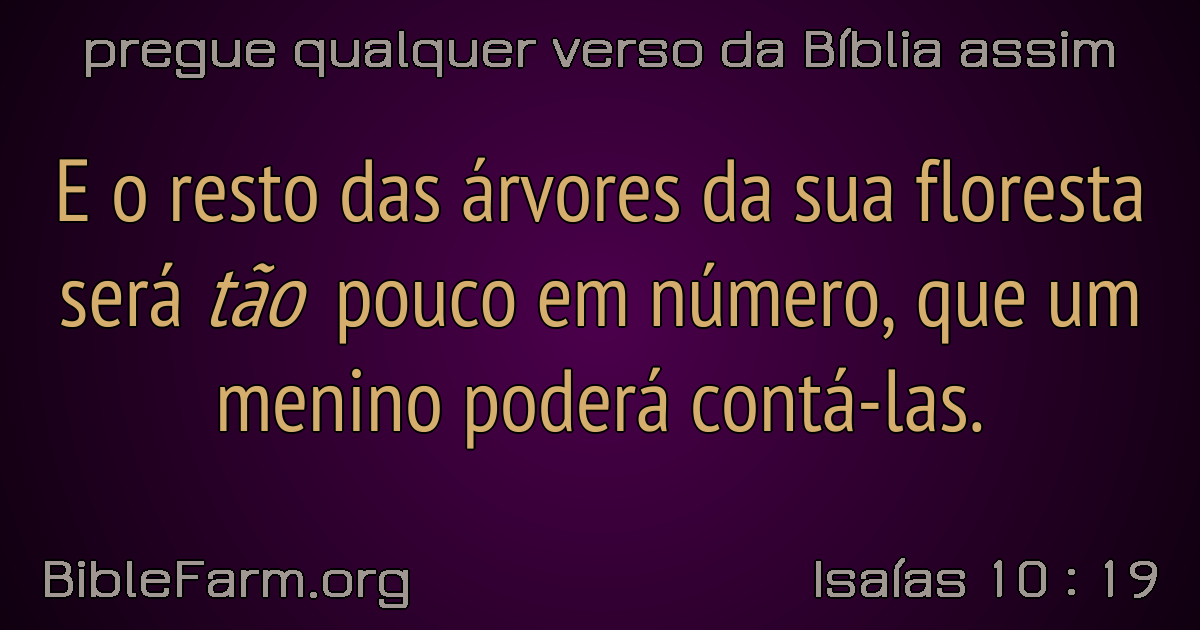 pregue qualquer verso da Bíblia assim
E o resto das árvores da sua floresta
será tão pouco em número, que um
menino poderá contá-las.
BibleFarm.org
Isaías 10 : 19